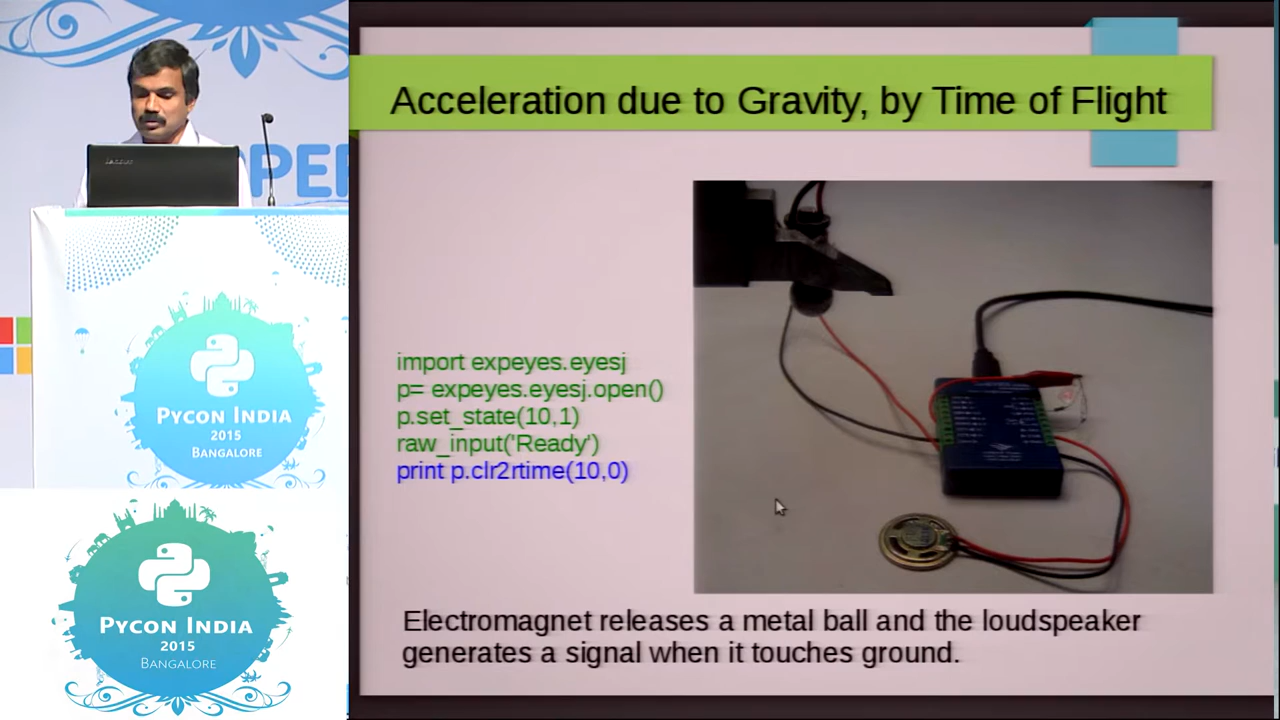 Acceleration due to Gravity, by Time of Flight
import expeyes.eyesj
p= expeyes.eyesj.open()
p.set_state(10,1)
raw_input('Ready')
print p.clr2rtime(10,0)
Electromagnet releases a metal ball and the loudspeaker
generates a signal when it touches ground.
lenovo
PER
PYCON INDIA
2015
BANGALORE
PYCON INDIA
2015
BANGALORE